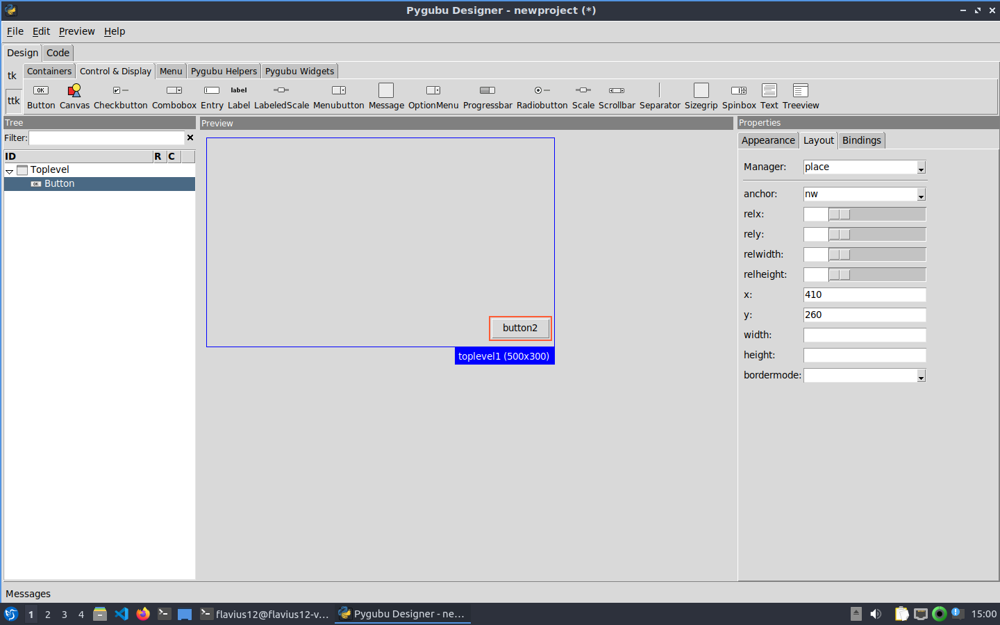 Pygubu Designer - newproject (*)
File Edit Preview Help
Design Code
tk
ttk
Containers Control & Display Menu Pygubu Helpers Pygubu Widgets
OK label
Button Canvas Checkbutton Combobox Entry Label LabeledScale Menubutton Message OptionMenu Progressbar Radiobutton Scale Scrollbar Separator Sizegrip Spinbox Text Treeview
Tree
Filter:
ID R C
Toplevel
OK Button
Preview
button2
toplevel1 (500x300)
Properties
Appearance Layout Bindings
Manager: place
anchor: nw
relx:
rely:
relwidth:
relheight:
x: 410
y: 260
width:
height:
bordermode:
Messages
1 2 3 4 flavius12@flavius12-v... Pygubu Designer - ne... 15:00